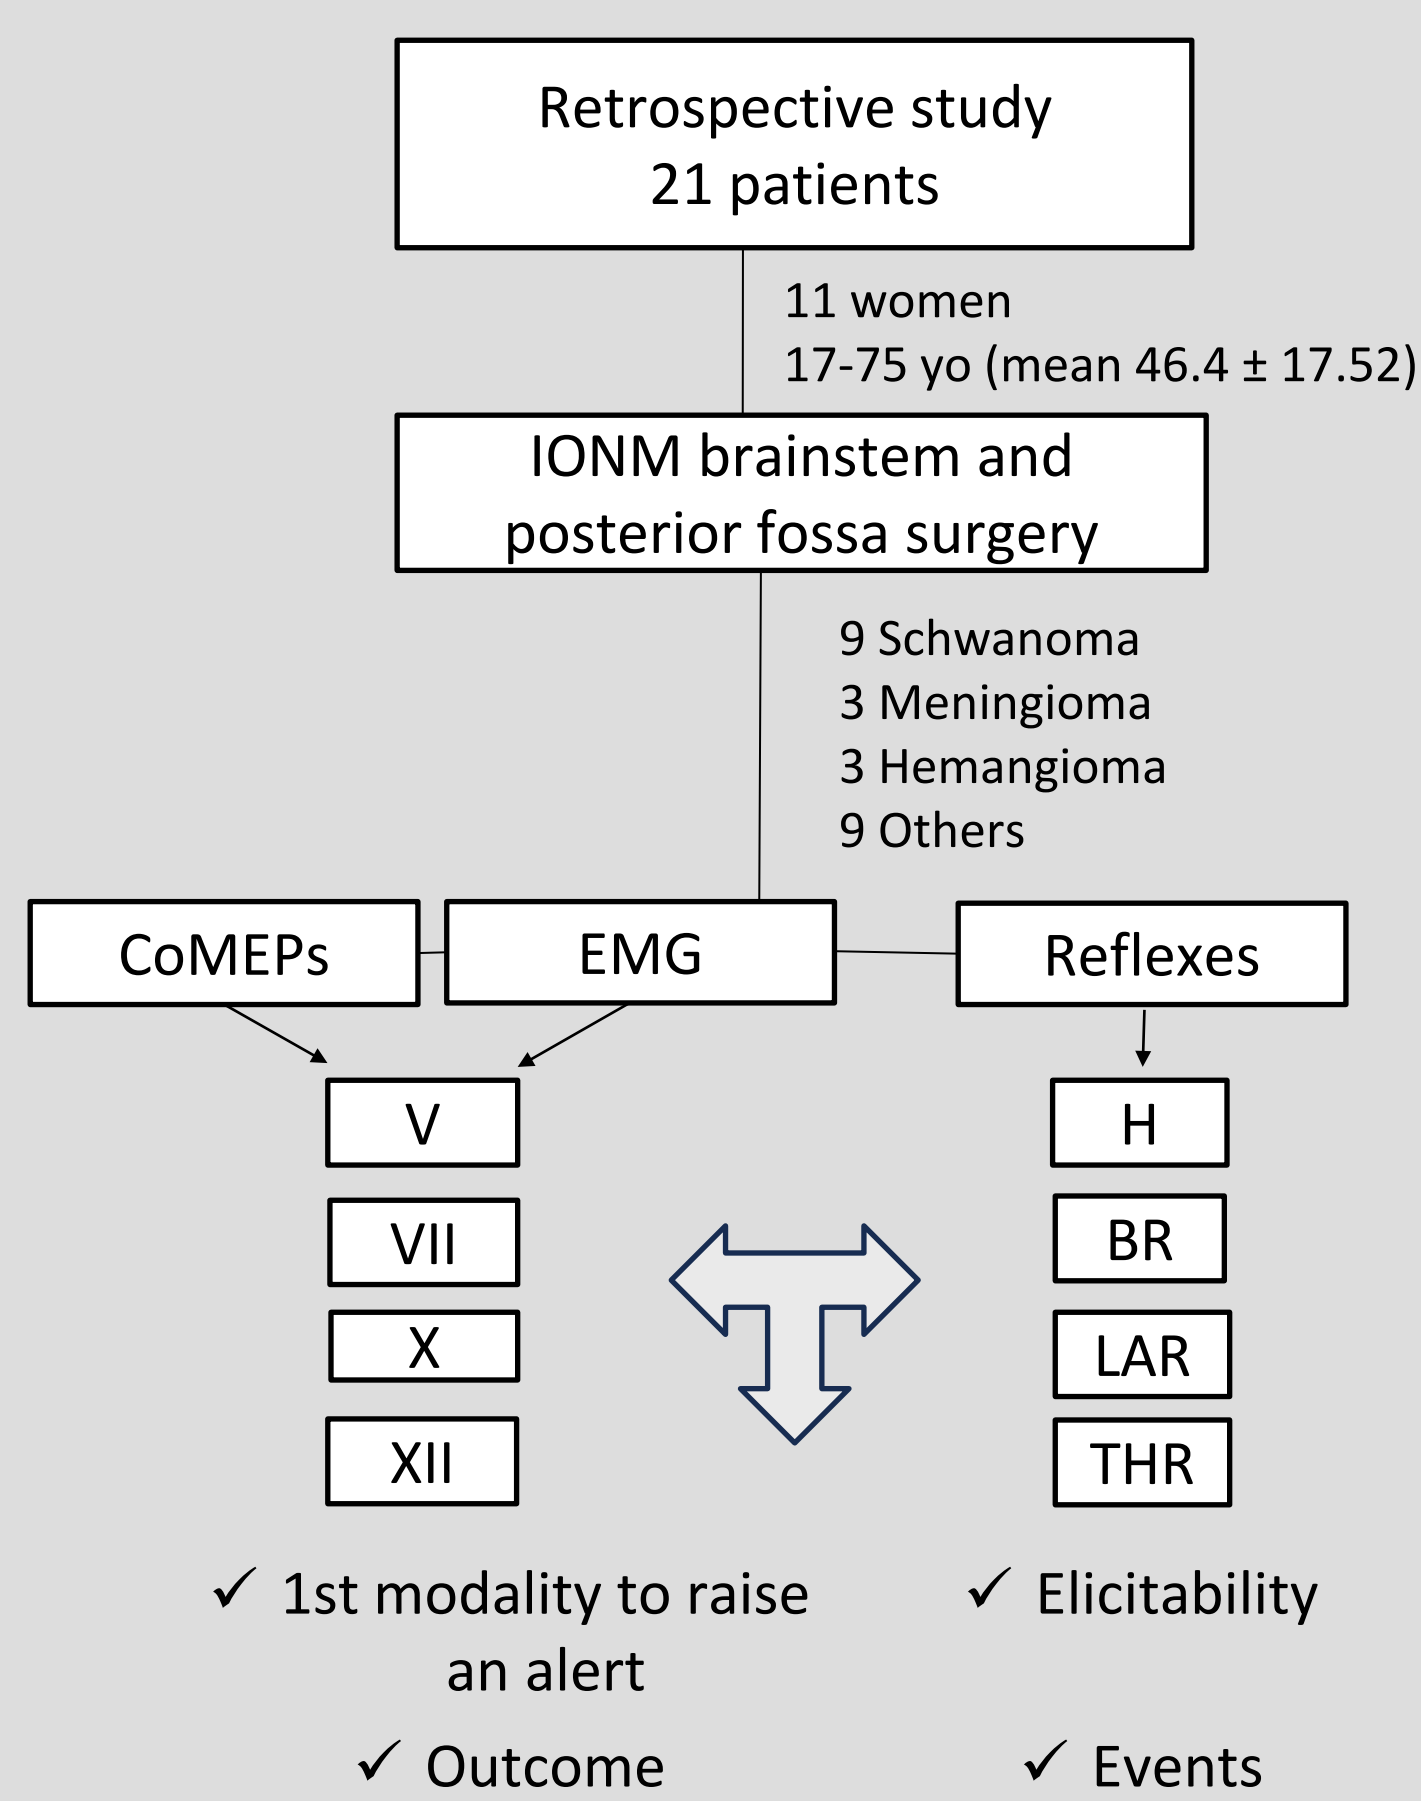 Retrospective study
21 patients
11 women
17-75 yo (mean 46.4 ± 17.52)
IONM brainstem and
posterior fossa surgery
9 Schwanoma
3 Meningioma
3 Hemangioma
9 Others
CoMEPs
EMG
Reflexes
V
VII
X
XII
H
BR
LAR
THR
✓ 1st modality to raise
an alert
✓ Outcome
✓ Elicitability
✓ Events